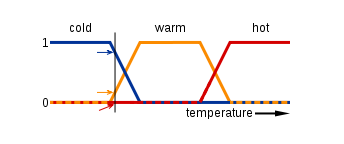 cold warm hot
1
0
temperature